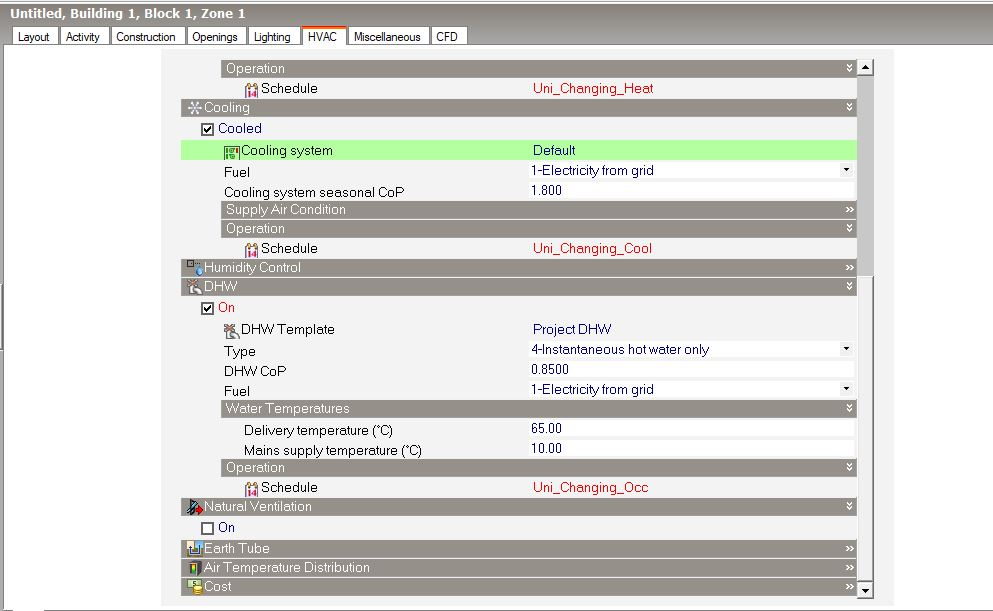 Untitled, Building 1, Block 1, Zone 1
Layout Activity Construction Openings Lighting HVAC Miscellaneous CFD
Operation
Schedule Uni_Changing_Heat
Cooling
Cooled
Cooling system Default
Fuel 1-Electricity from grid
Cooling system seasonal CoP 1.800
Supply Air Condition
Operation
Schedule Uni_Changing_Cool
Humidity Control
DHW
On
DHW Template Project DHW
Type 4-Instantaneous hot water only
DHW CoP 0.8500
Fuel 1-Electricity from grid
Water Temperatures
Delivery temperature (°C) 65.00
Mains supply temperature (°C) 10.00
Operation
Schedule Uni_Changing_Occ
Natural Ventilation
On
Earth Tube
Air Temperature Distribution
Cost